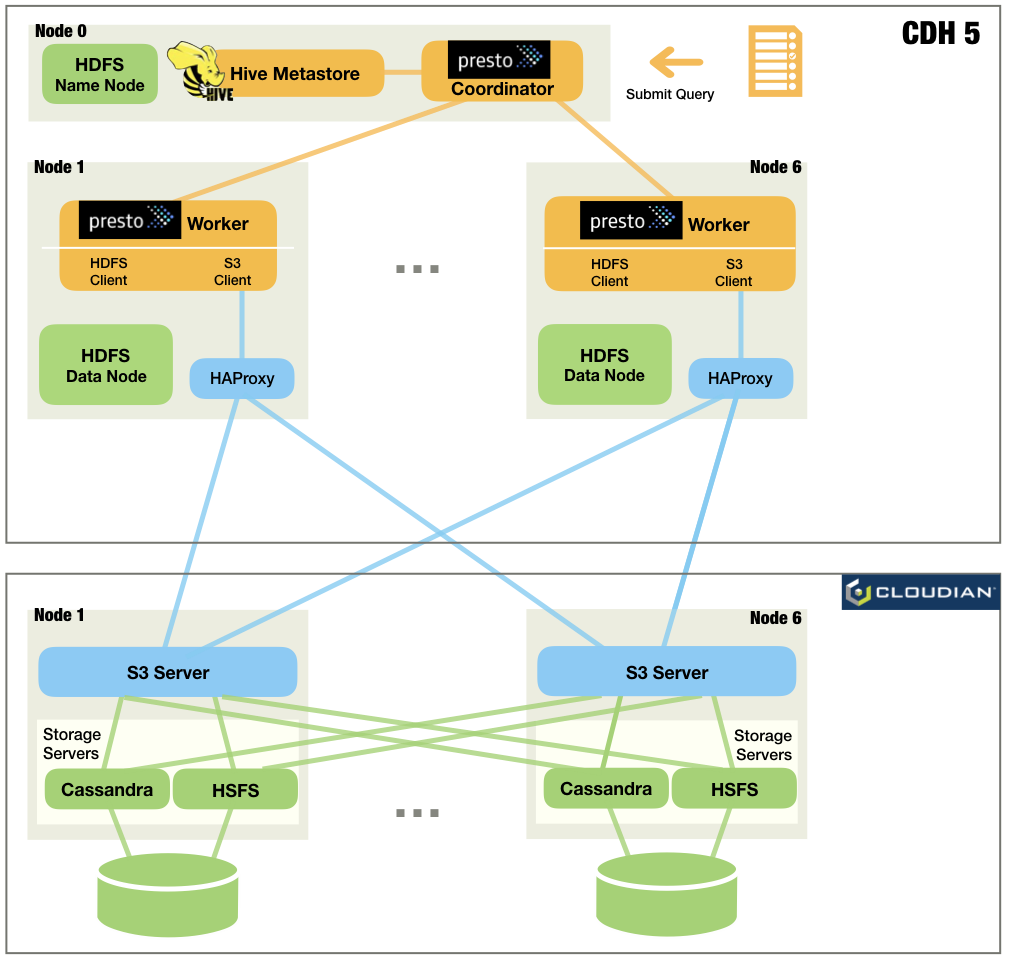 CDH 5
Node 0
HDFS
Name Node
HIVE
Hive Metastore
presto
Coordinator
Submit Query
Node 1
presto
Worker
HDFS
Client
S3
Client
HDFS
Data Node
HAProxy
Node 6
presto
Worker
HDFS
Client
S3
Client
HDFS
Data Node
HAProxy
CLOUDIAN
Node 1
S3 Server
Storage
Servers
Cassandra
HSFS
Node 6
S3 Server
Storage
Servers
Cassandra
HSFS